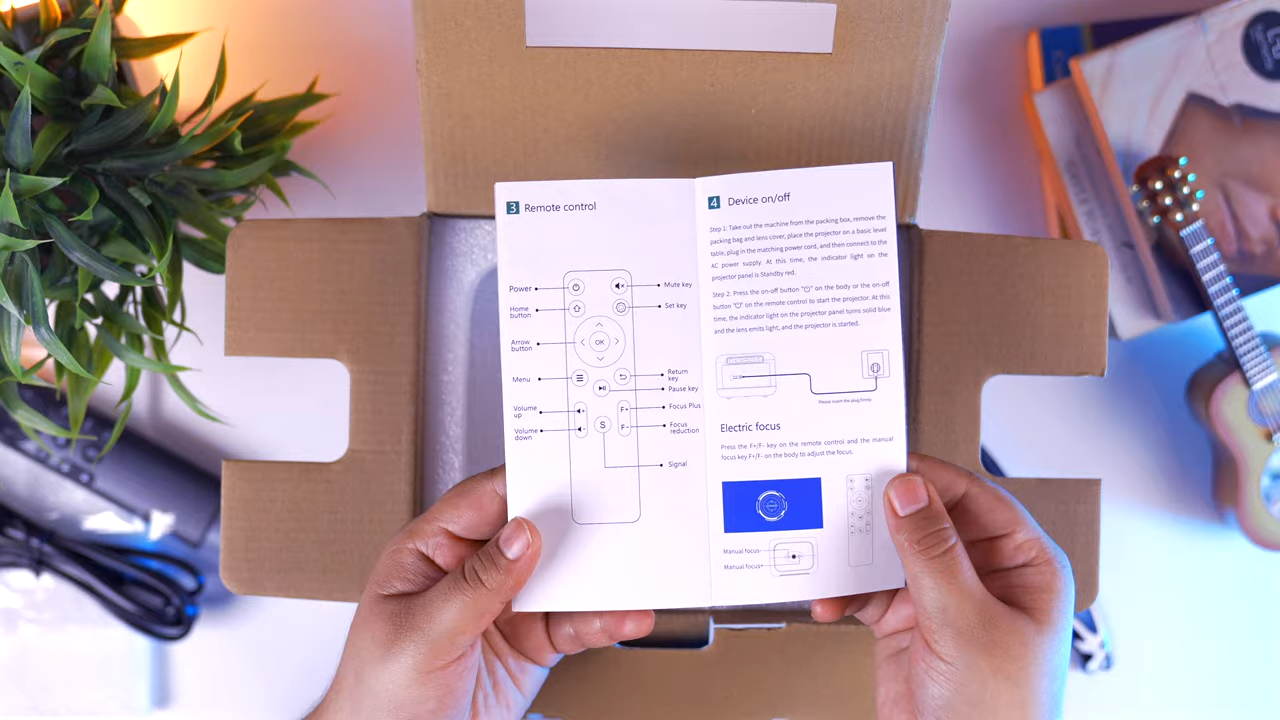 3 Remote control
Power
Home
button
Arrow
button
Menu
Volume
up
Volume
down
Mute key
Set key
Return
key
Pause key
Focus Plus
Focus
reduction
Signal
OK
F+
F-
S
4 Device on/off
Step 1: Take out the machine from the packing box, remove the
packing bag and lens cover, place the projector on a basic level
table, plug in the matching power cord, and then connect to the
AC power supply. At this time, the indicator light on the
projector panel is Standby red.
Step 2: Press the on-off button "⏻" on the body or the on-off
button "⏻" on the remote control to start the projector. At this
time, the indicator light on projector panel turns solid blue
and the lens emits light, and the projector is started.
Please insert the plug firmly
Electric focus
Press the F+/F- key on the remote control and the manual
focus key F+/F- on the body to adjust the focus.
Manual focus-
Manual focus+